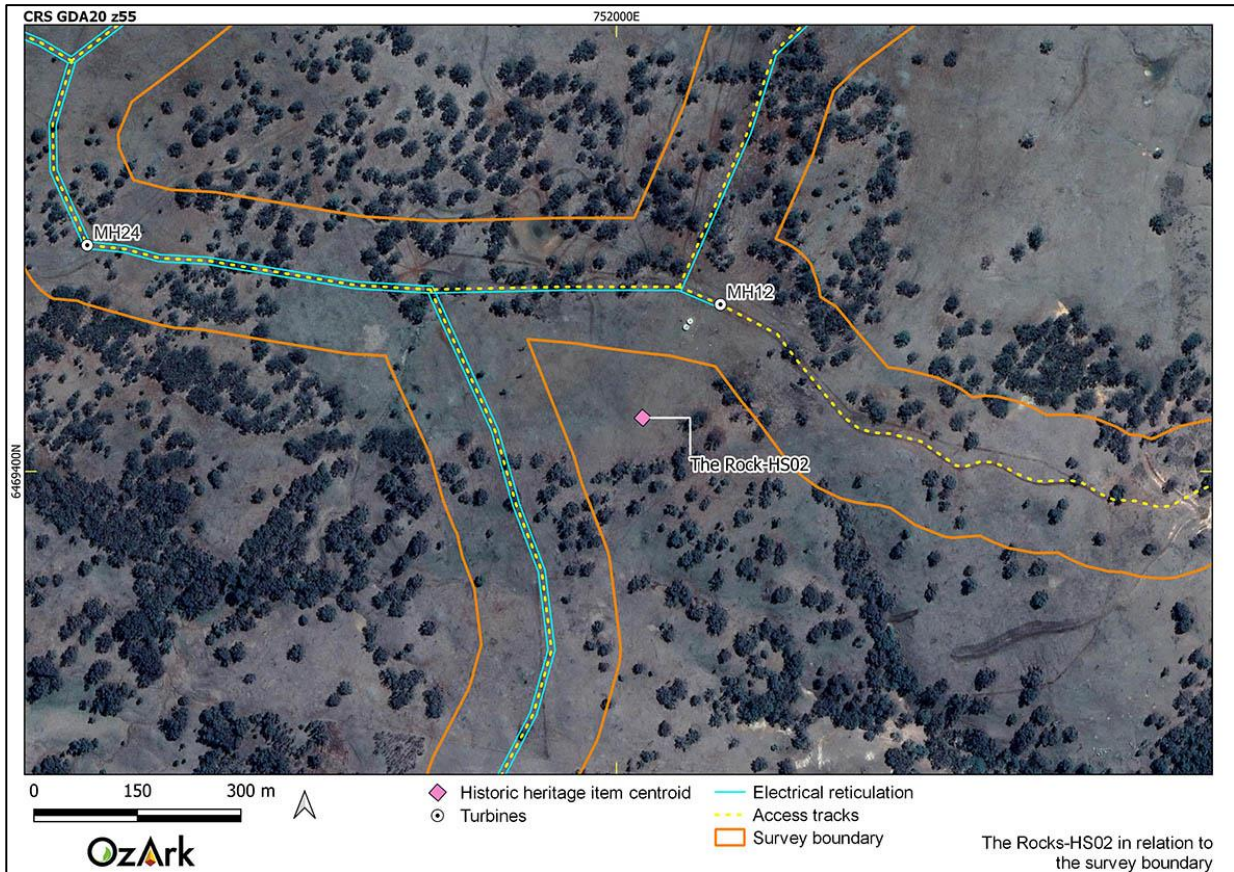 CRS GDA20 z55
752000E
MH24
MH12
The Rock-HS02
6469400N
0 150 300 m
Historic heritage item centroid
Turbines
Electrical reticulation
Access tracks
Survey boundary
OzArk
The Rocks-HS02 in relation to
the survey boundary